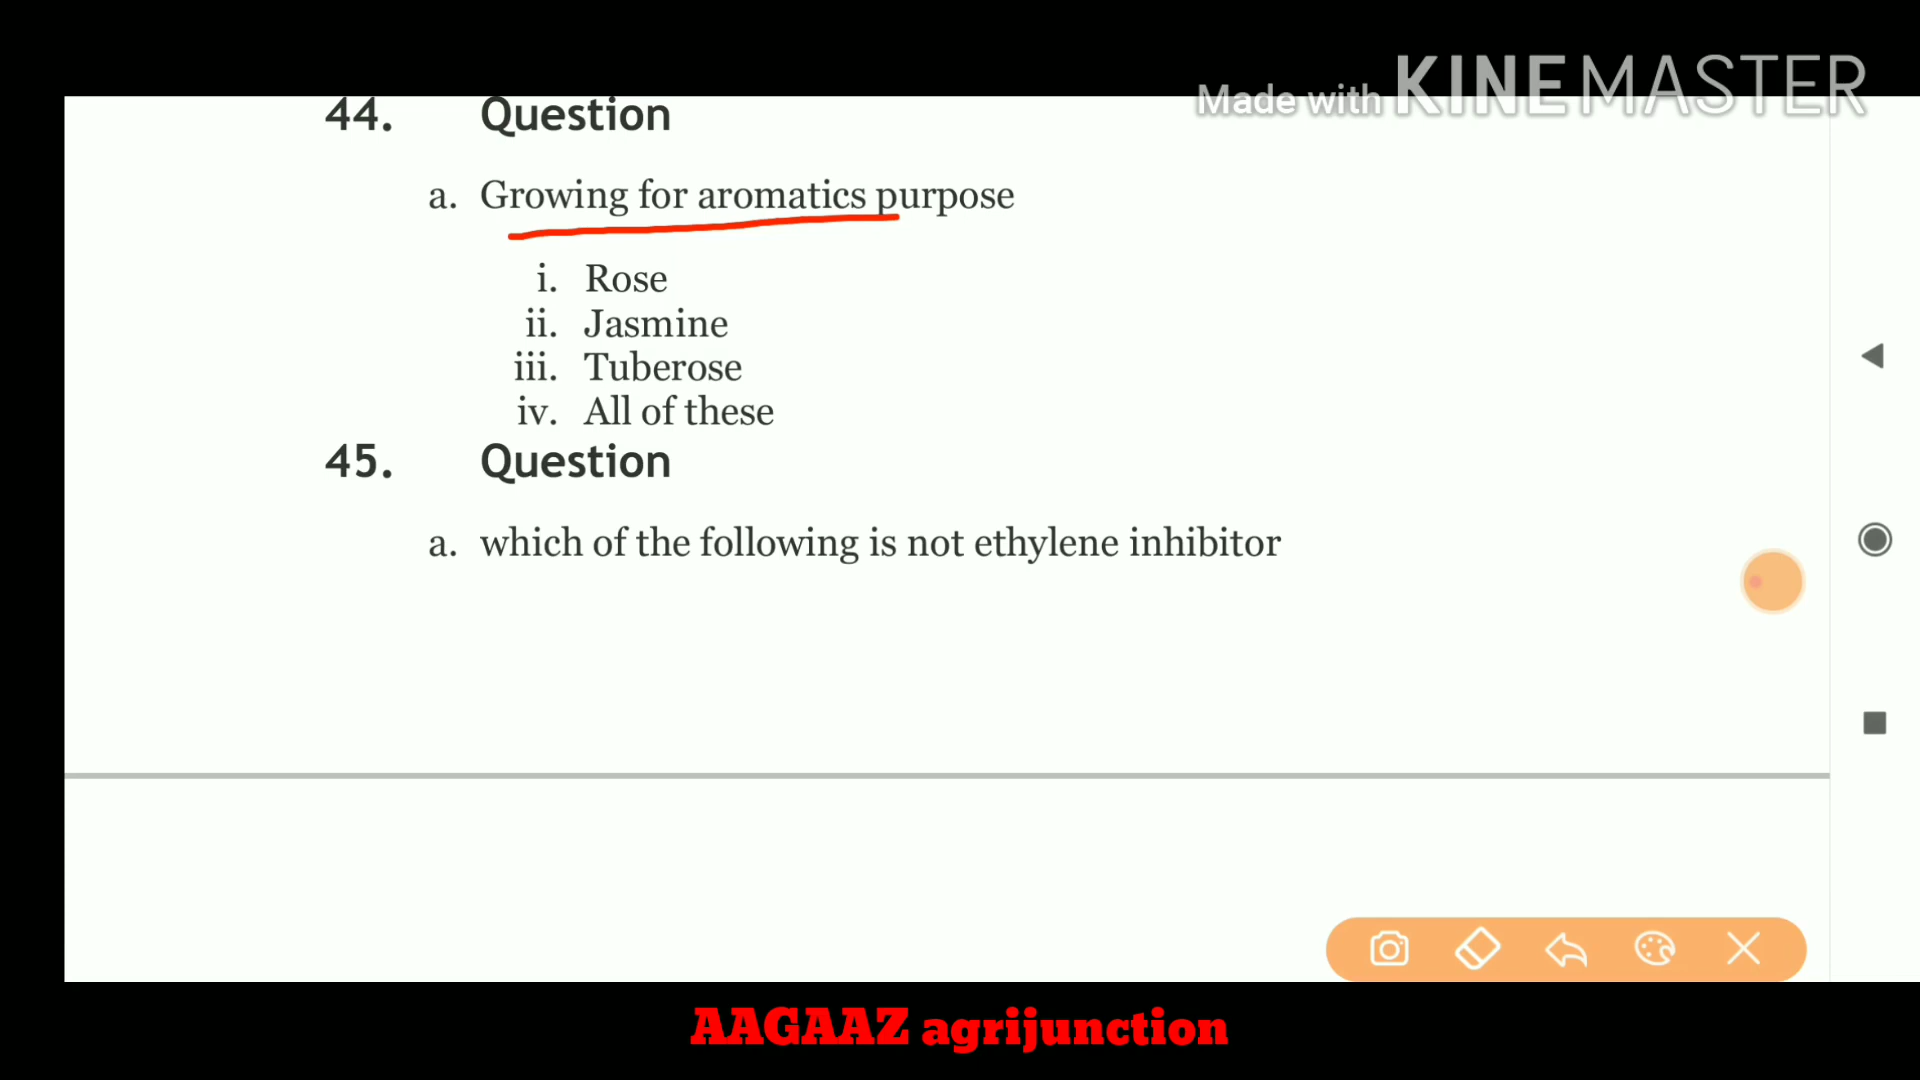 Made with KINEMASTER
44. Question
a. Growing for aromatics purpose
i. Rose
ii. Jasmine
iii. Tuberose
iv. All of these
45. Question
a. which of the following is not ethylene inhibitor
AAGAAZ agrijunction